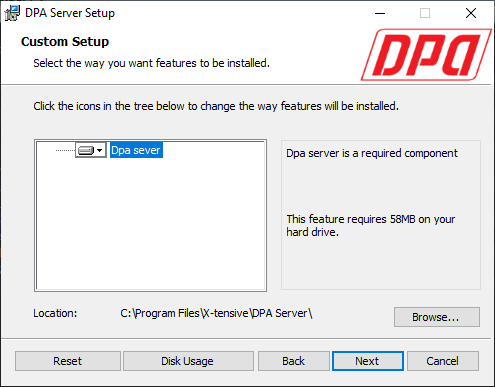 DPA Server Setup
Custom Setup
Select the way you want features to be installed.
DPA
Click the icons in the tree below to change the way features will be installed.
Dpa sever
Dpa server is a required component
This feature requires 58MB on your
hard drive.
Location: C:\Program Files\X-tensive\DPA Server\
Browse...
Reset Disk Usage Back Next Cancel